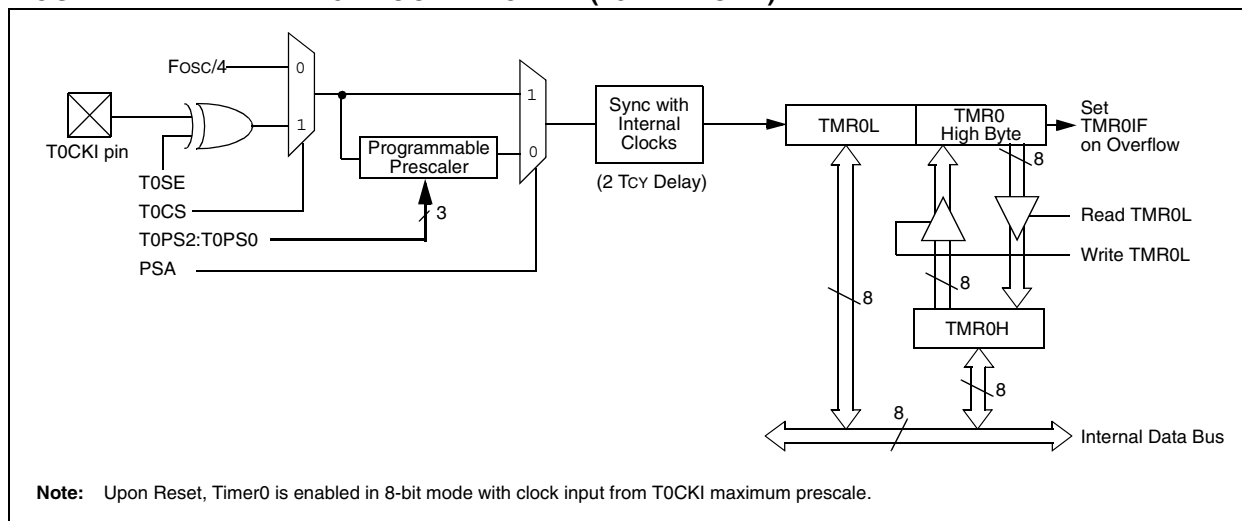 FOSC/4
0
1
T0CKI pin
T0SE
T0CS
T0PS2:T0PS0
PSA
Programmable
Prescaler
3
1
0
Sync with
Internal
Clocks
(2 TCY Delay)
TMR0L
TMR0
High Byte
Set
TMR0IF
on Overflow
8
Read TMR0L
Write TMR0L
8
8
TMR0H
8
8
Internal Data Bus
Note: Upon Reset, Timer0 is enabled in 8-bit mode with clock input from T0CKI maximum prescale.